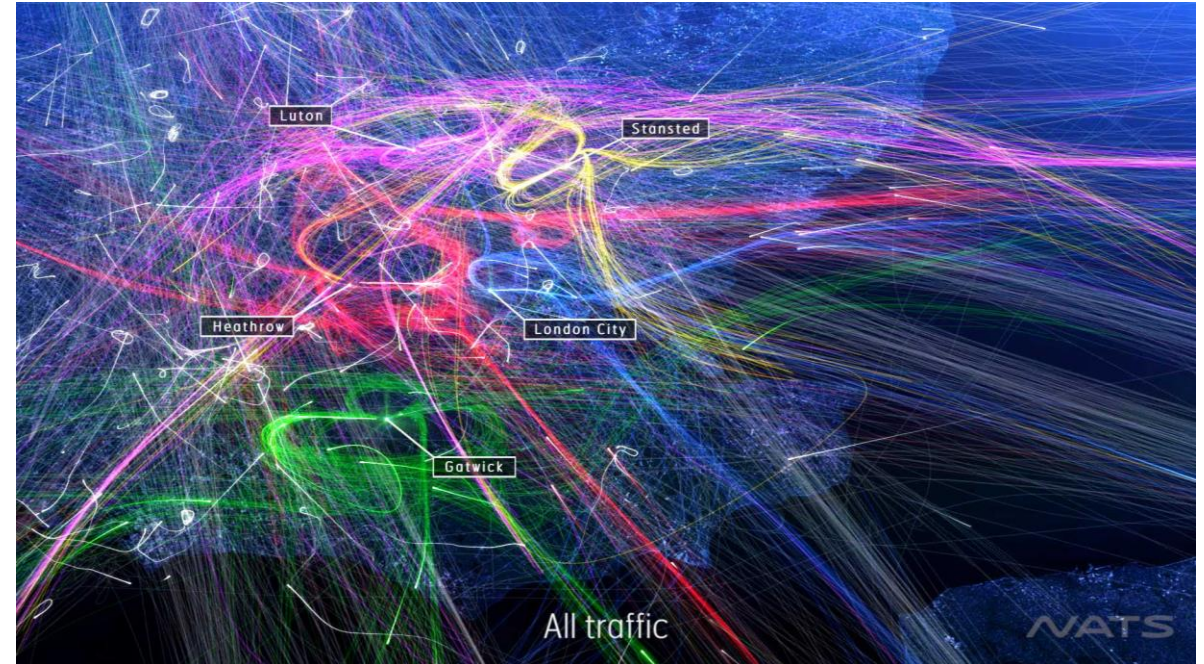 Luton
Stansted
Heathrow
London City
Gatwick
All traffic
NATS